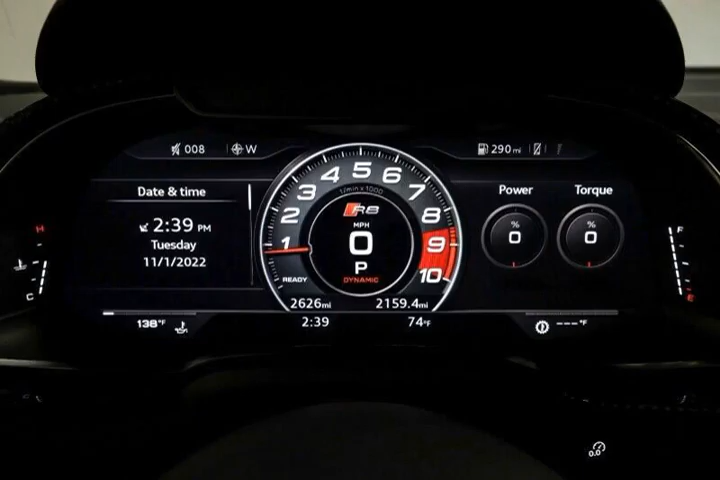 008 W
290 mi
Date & time
2:39 PM
Tuesday
11/1/2022
1 2 3 4 5 6 7 8 9 10
1/min x 1000
R8
MPH
0
P
DYNAMIC
READY
2626mi 2159.4mi
Power Torque
% %
0 0
H
C
F
E
138°F
2:39 74°F
---°F
0.0